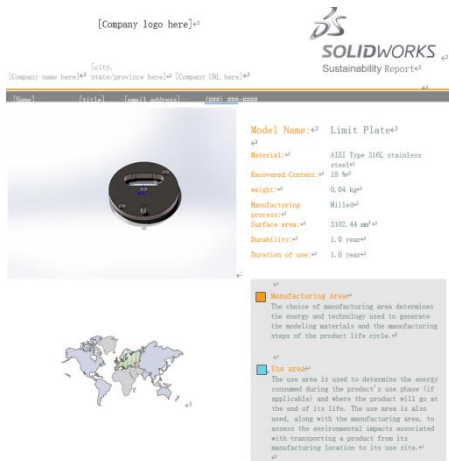 [Company logo here]↵
SOLIDWORKS ↵
Sustainability Report↵
[city,
[Company name here]↵ state/province here]↵ [Company URL here]↵
[Name] [title] [email address] (###) ###-####
Model Name:↵ Limit Plate↵
Material:↵ AISI Type 316L stainless
steel↵
Recovered Content:↵ 18 %↵
weight:↵ 0.04 kg↵
Manufacturing
process:↵ Milled↵
Surface area:↵ 3102.44 mm²↵
Durability:↵ 1.0 year↵
Duration of use:↵ 1.0 year↵
Manufacturing Area↵
The choice of manufacturing area determines
the energy and technology used to generate
the modeling materials and the manufacturing
steps of the product life cycle.↵
Use area↵
The use area is used to determine the energy
consumed during the product's use phase (if
applicable) and where the product will go at
the end of its life. The use area is also
used, along with the manufacturing area, to
assess the environmental impacts associated
with transporting a product from its
manufacturing location to its use site.↵